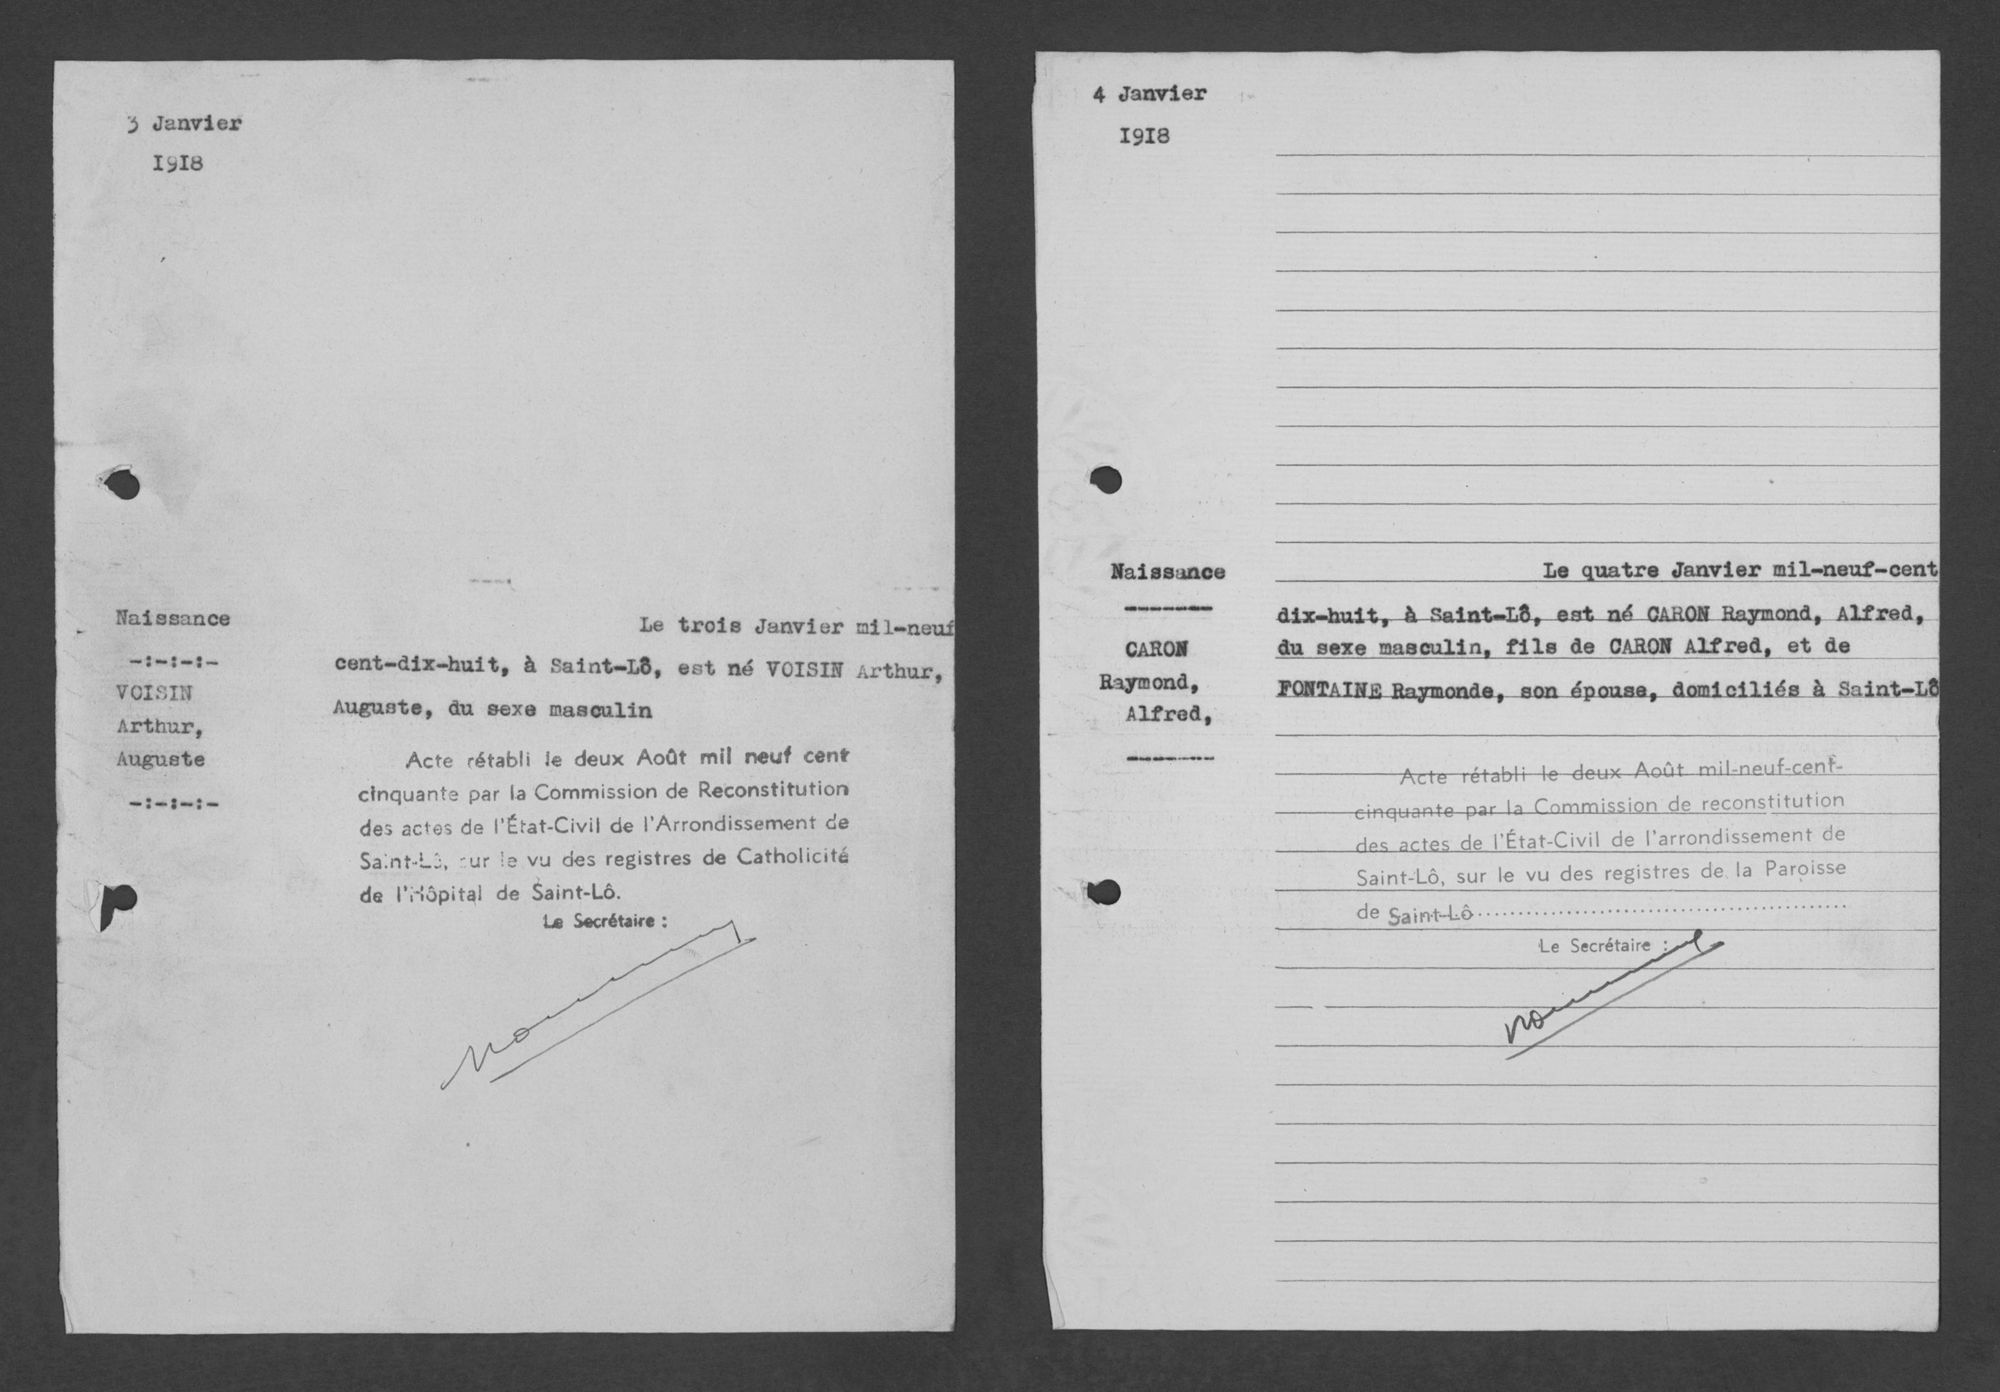 3 Janvier
I9I8
Naissance
-:-:-:-
VOISIN
Arthur,
Auguste
-:-:-:-
Le trois Janvier mil-neuf
cent-dix-huit, à Saint-Lô, est né VOISIN Arthur,
Auguste, du sexe masculin
Acte rétabli le deux Août mil neuf cent
cinquante par la Commission de Reconstitution
des actes de l'État-Civil de l'Arrondissement de
Saint-Lô, sur le vu des registres de Catholicité
de l'Hôpital de Saint-Lô.
Le Secrétaire :
4 Janvier
I9I8
Naissance
-------
CARON
Raymond,
Alfred,
-------
Le quatre Janvier mil-neuf-cent
dix-huit, à Saint-Lô, est né CARON Raymond, Alfred,
du sexe masculin, fils de CARON Alfred, et de
FONTAINE Raymonde, son épouse, domiciliés à Saint-Lô
Acte rétabli le deux Août mil-neuf-cent-
cinquante par la Commission de reconstitution
des actes de l'État-Civil de l'arrondissement de
Saint-Lô, sur le vu des registres de la Paroisse
de Saint-Lô
Le Secrétaire :